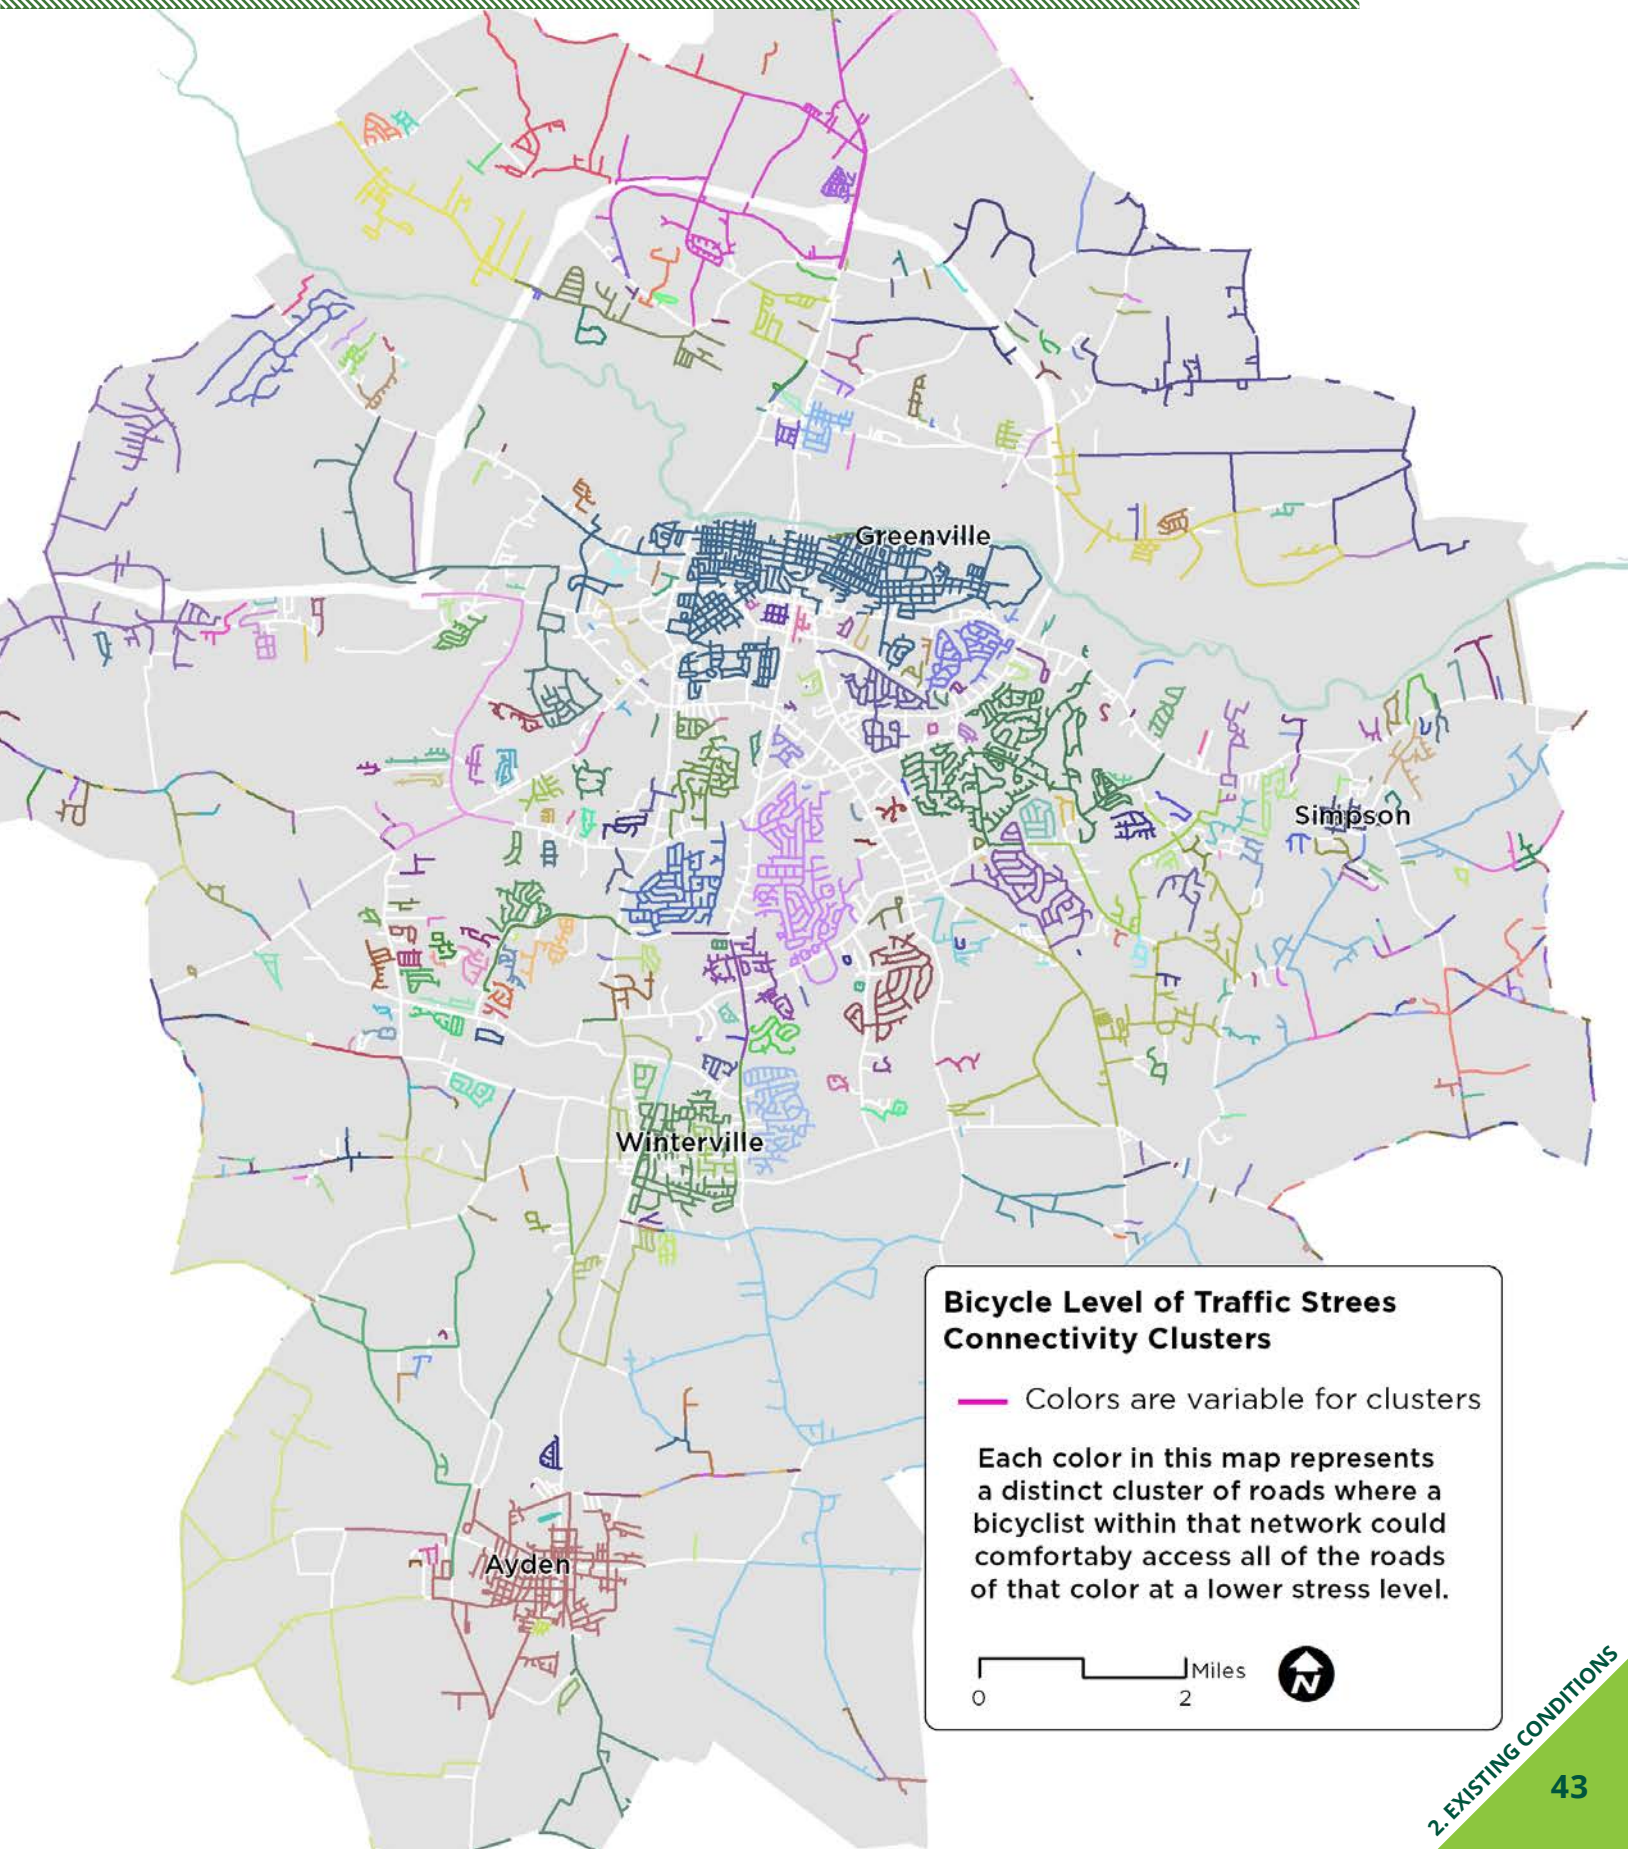 Greenville
Simpson
Winterville
Ayden
Bicycle Level of Traffic Strees
Connectivity Clusters
Colors are variable for clusters
Each color in this map represents
a distinct cluster of roads where a
bicyclist within that network could
comfortaby access all of the roads
of that color at a lower stress level.
Miles
0 2
N
2. EXISTING CONDITIONS
43